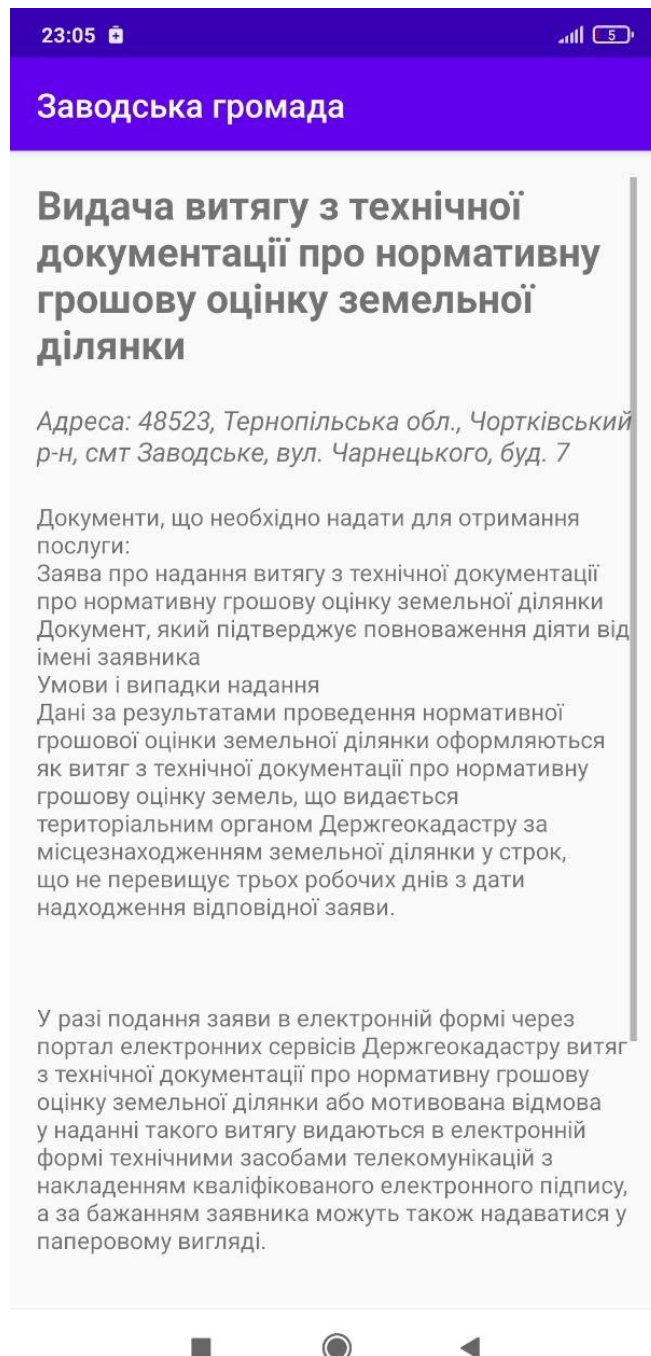 23:05
5
Заводська громада
Видача витягу з технічної
документації про нормативну
грошову оцінку земельної
ділянки
Адреса: 48523, Тернопільська обл., Чортківський
р-н, смт Заводське, вул. Чарнецького, буд. 7
Документи, що необхідно надати для отримання
послуги:
Заява про надання витягу з технічної документації
про нормативну грошову оцінку земельної ділянки
Документ, який підтверджує повноваження діяти від
імені заявника
Умови і випадки надання
Дані за результатами проведення нормативної
грошової оцінки земельної ділянки оформляються
як витяг з технічної документації про нормативну
грошову оцінку земель, що видається
територіальним органом Держгеокадастру за
місцезнаходженням земельної ділянки у строк,
що не перевищує трьох робочих днів з дати
надходження відповідної заяви.
У разі подання заяви в електронній формі через
портал електронних сервісів Держгеокадастру витяг
з технічної документації про нормативну грошову
оцінку земельної ділянки або мотивована відмова
у наданні такого витягу видаються в електронній
формі технічними засобами телекомунікацій з
накладенням кваліфікованого електронного підпису,
а за бажанням заявника можуть також надаватися у
паперовому вигляді.